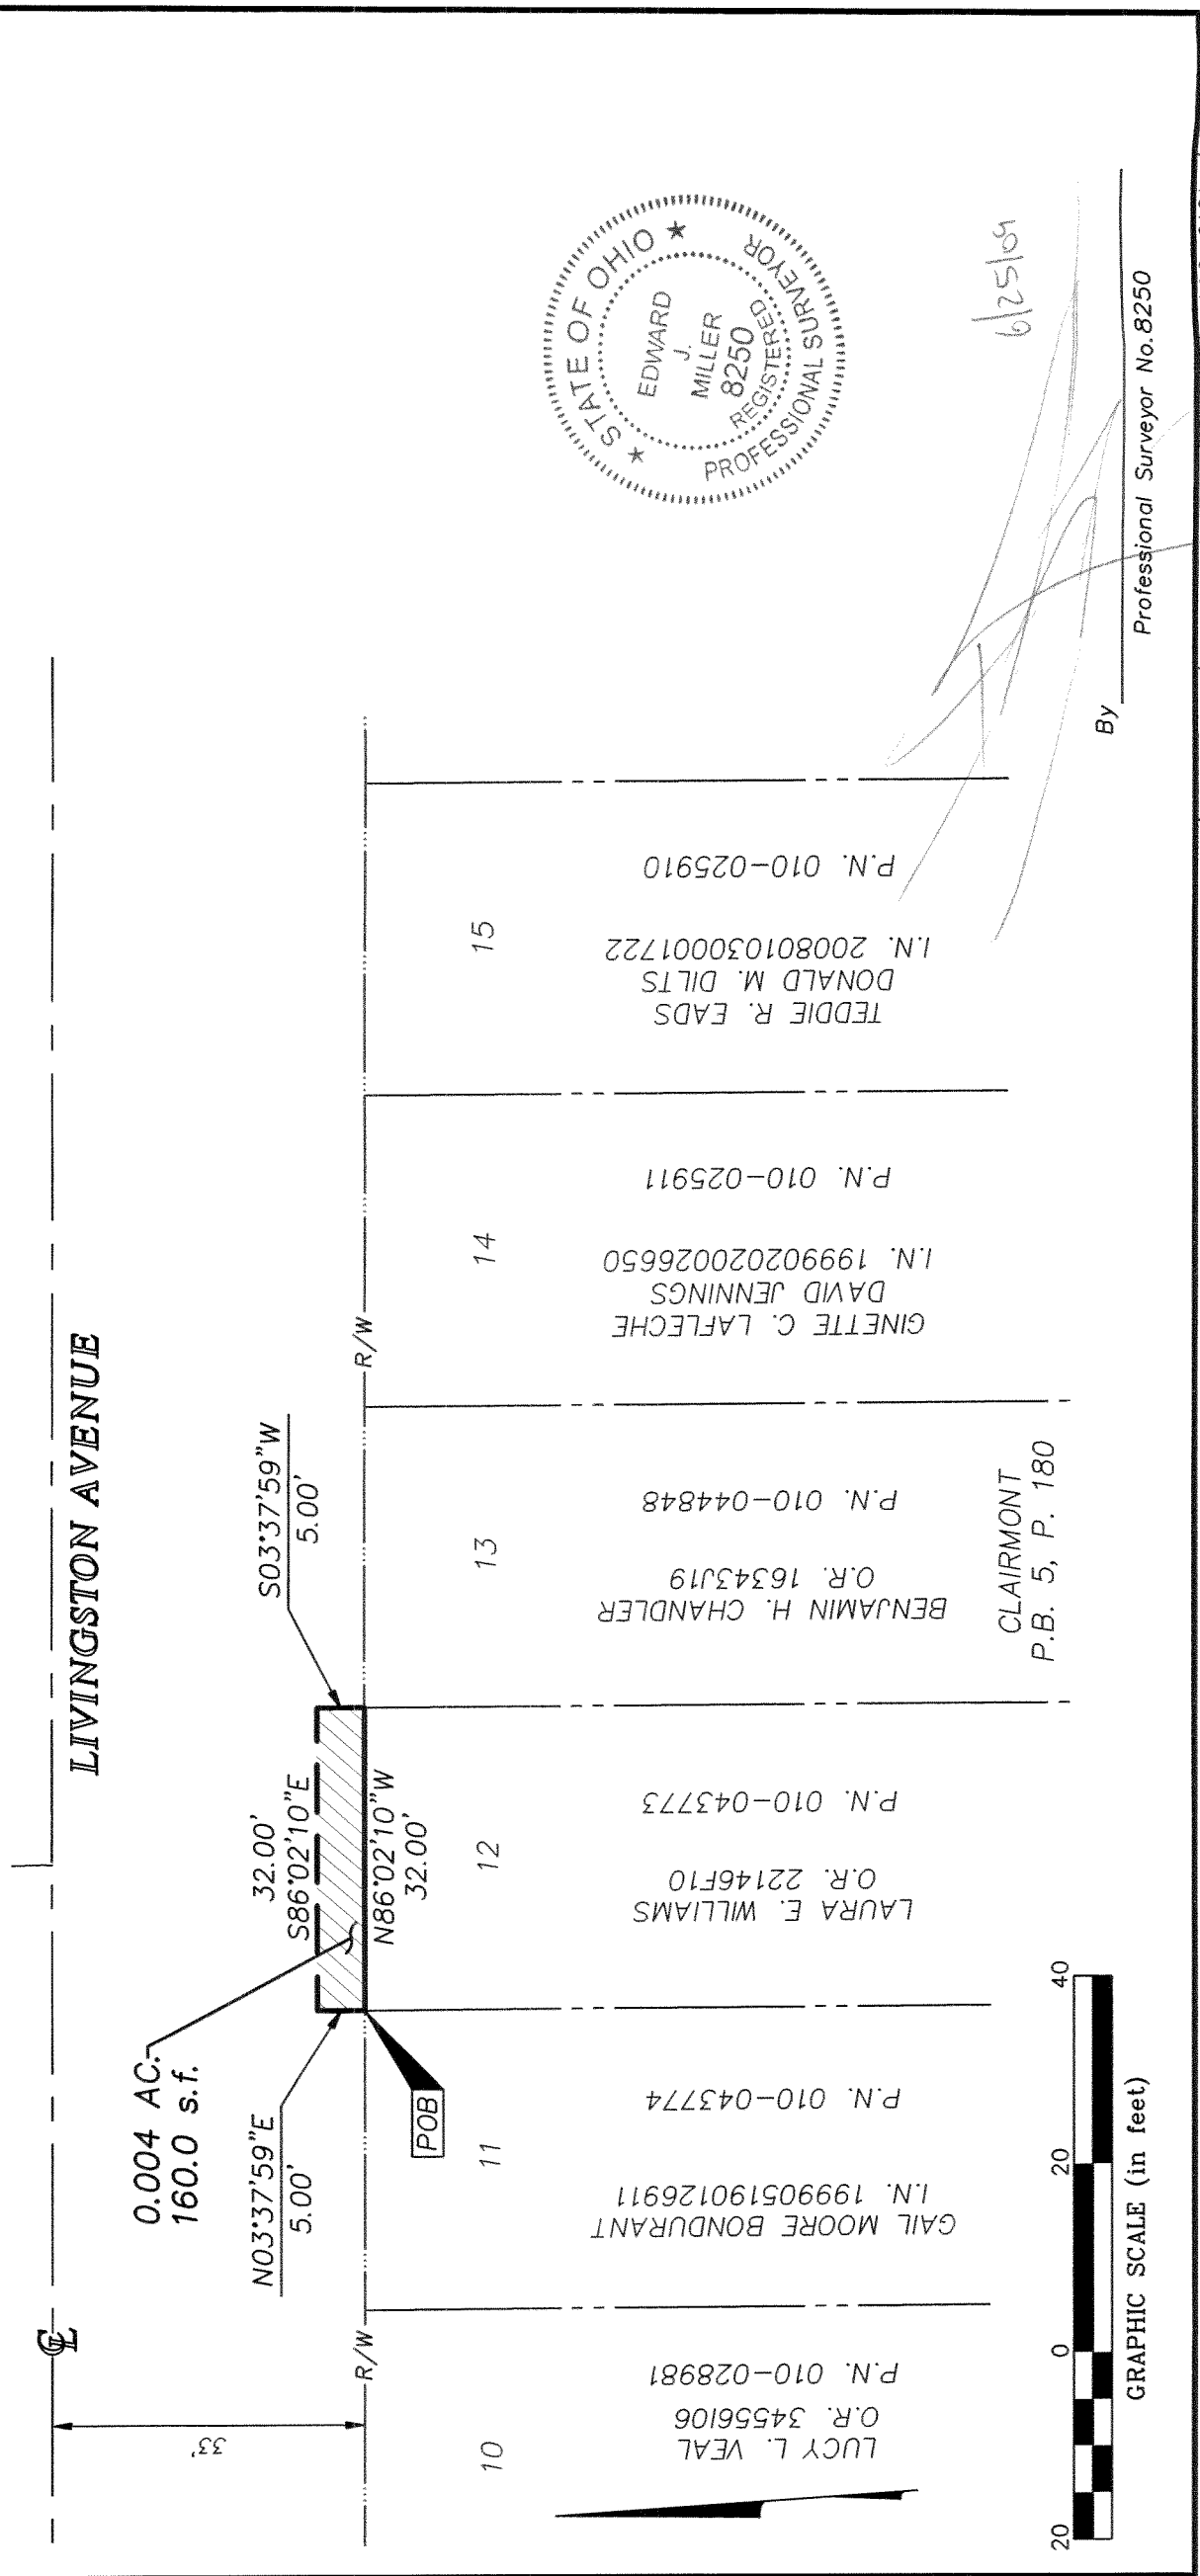 LIVINGSTON AVENUE
℄
33'
0.004 AC.
160.0 s.f.
N03°37'59"E
5.00'
32.00'
S86°02'10"E
S03°37'59"W
5.00'
N86°02'10"W
32.00'
R/W
R/W
POB
10
11
12
13
14
15
LUCY L. VEAL
O.R. 34556I06
P.N. 010-028981
GAIL MOORE BONDURANT
I.N. 199905190126911
P.N. 010-043774
LAURA E. WILLIAMS
O.R. 22146F10
P.N. 010-043773
BENJAMIN H. CHANDLER
O.R. 16343J19
P.N. 010-044848
GINETTE C. LAFLECHE
DAVID JENNINGS
I.N. 199902020026650
P.N. 010-025911
TEDDIE R. EADS
DONALD M. DILTS
I.N. 200801030001722
P.N. 010-025910
CLAIRMONT
P.B. 5, P. 180
20 0 20 40
GRAPHIC SCALE (in feet)
STATE OF OHIO
EDWARD
J.
MILLER
8250
REGISTERED
PROFESSIONAL SURVEYOR
6/25/09
By
Professional Surveyor No.8250